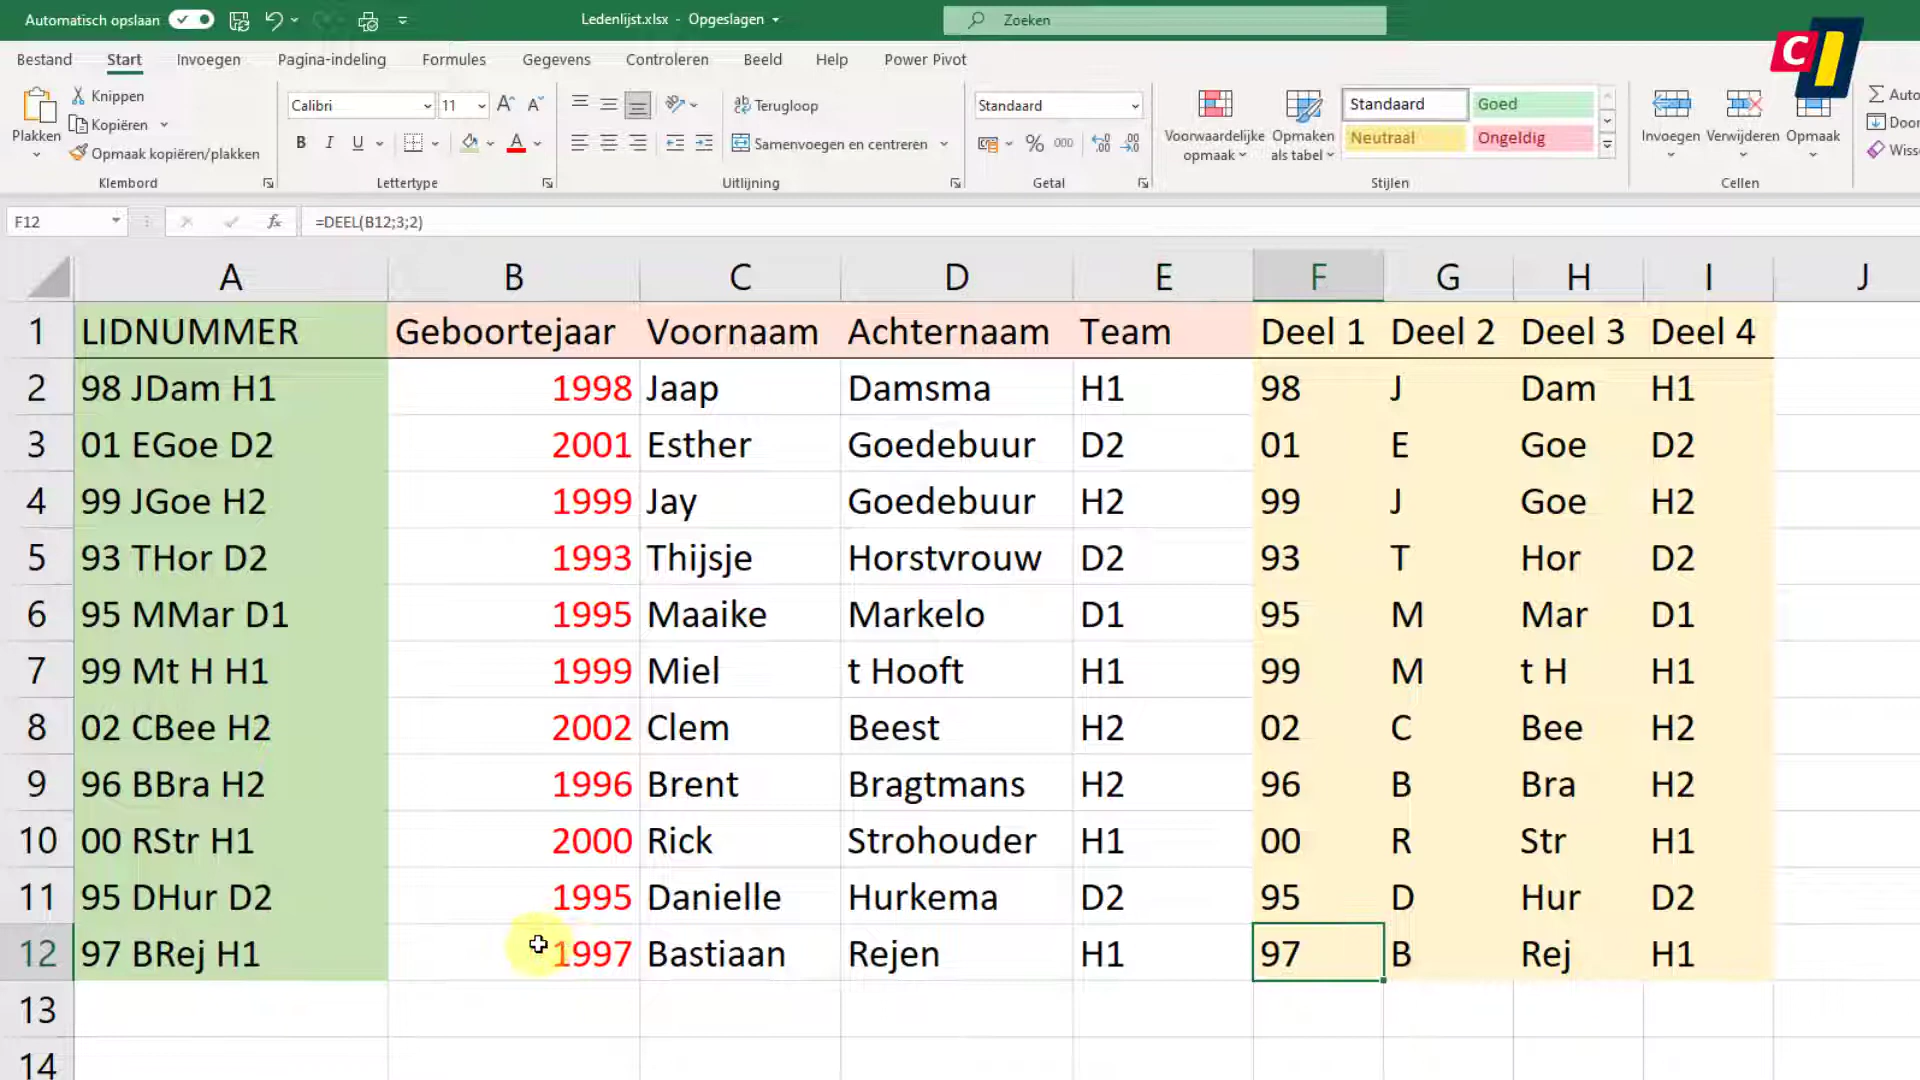 Automatisch opslaan Ledenlijst.xlsx - Opgeslagen Zoeken
CI
Bestand Start Invoegen Pagina-indeling Formules Gegevens Controleren Beeld Help Power Pivot
Plakken
Knippen
Kopiëren
Opmaak kopiëren/plakken
Klembord
Calibri 11
B I U
Lettertype
Terugloop
Samenvoegen en centreren
Uitlijning
Standaard
% 000
Getal
Voorwaardelijke opmaak
Opmaken als tabel
Standaard Goed
Neutraal Ongeldig
Stijlen
Invoegen Verwijderen Opmaak
Cellen
Auto
Door
Wiss
F12 fx =DEEL(B12;3;2)
A B C D E F G H I J
1 LIDNUMMER Geboortejaar Voornaam Achternaam Team Deel 1 Deel 2 Deel 3 Deel 4
2 98 JDam H1 1998 Jaap Damsma H1 98 J Dam H1
3 01 EGoe D2 2001 Esther Goedebuur D2 01 E Goe D2
4 99 JGoe H2 1999 Jay Goedebuur H2 99 J Goe H2
5 93 THor D2 1993 Thijsje Horstvrouw D2 93 T Hor D2
6 95 MMar D1 1995 Maaike Markelo D1 95 M Mar D1
7 99 Mt H H1 1999 Miel t Hooft H1 99 M t H H1
8 02 CBee H2 2002 Clem Beest H2 02 C Bee H2
9 96 BBra H2 1996 Brent Bragtmans H2 96 B Bra H2
10 00 RStr H1 2000 Rick Strohouder H1 00 R Str H1
11 95 DHur D2 1995 Danielle Hurkema D2 95 D Hur D2
12 97 BRej H1 1997 Bastiaan Rejen H1 97 B Rej H1
13
14